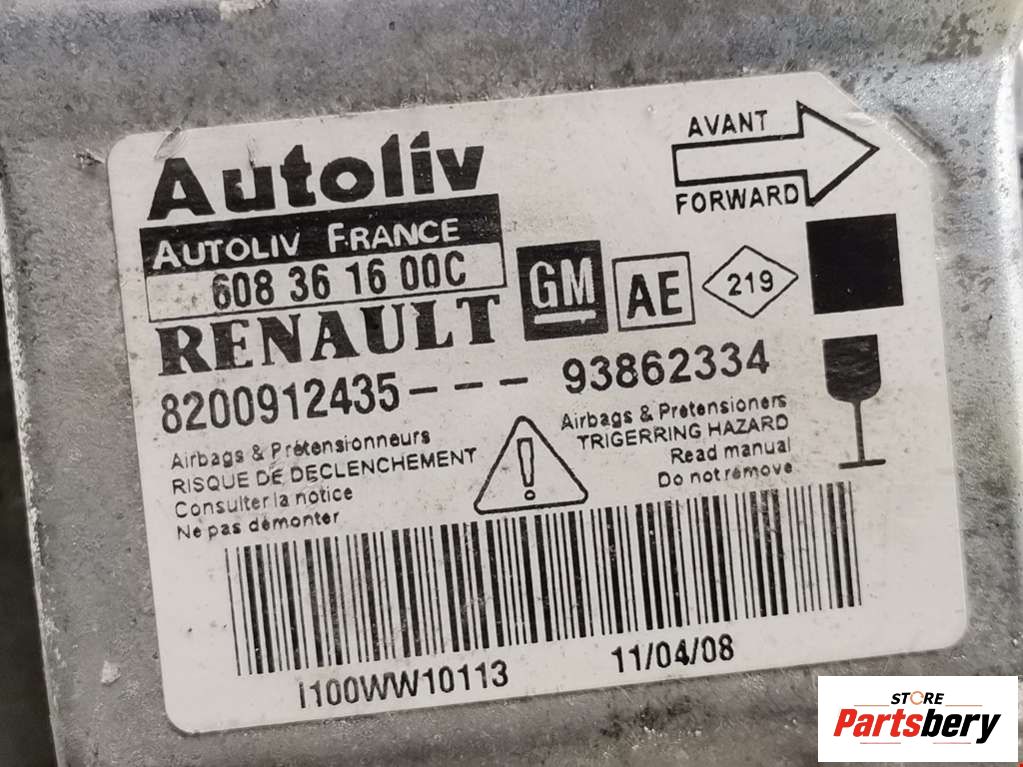 Autoliv
AUTOLIV FRANCE
608 36 16 00C
RENAULT
GM
AE
219
AVANT
FORWARD
8200912435--- 93862334
Airbags & Prétensionneurs
RISQUE DE DECLENCHEMENT
Consulter la notice
Ne pas démonter
!
Airbags & Pretensioners
TRIGERRING HAZARD
Read manual
Do not remove
I100WW10113
11/04/08
STORE
Partsbery